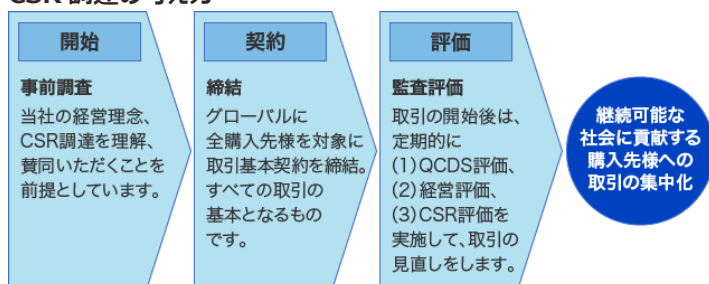 開始
事前調査
当社の経営理念、
CSR調達を理解、
賛同いただくことを
前提としています。
契約
締結
グローバルに
全購入先様を対象に
取引基本契約を締結。
すべての取引の
基本となるもの
です。
評価
監査評価
取引の開始後は、
定期的に
(1)QCDS評価、
(2)経営評価、
(3)CSR評価を
実施して、取引の
見直しをします。
継続可能な
社会に貢献する
購入先様への
取引の集中化